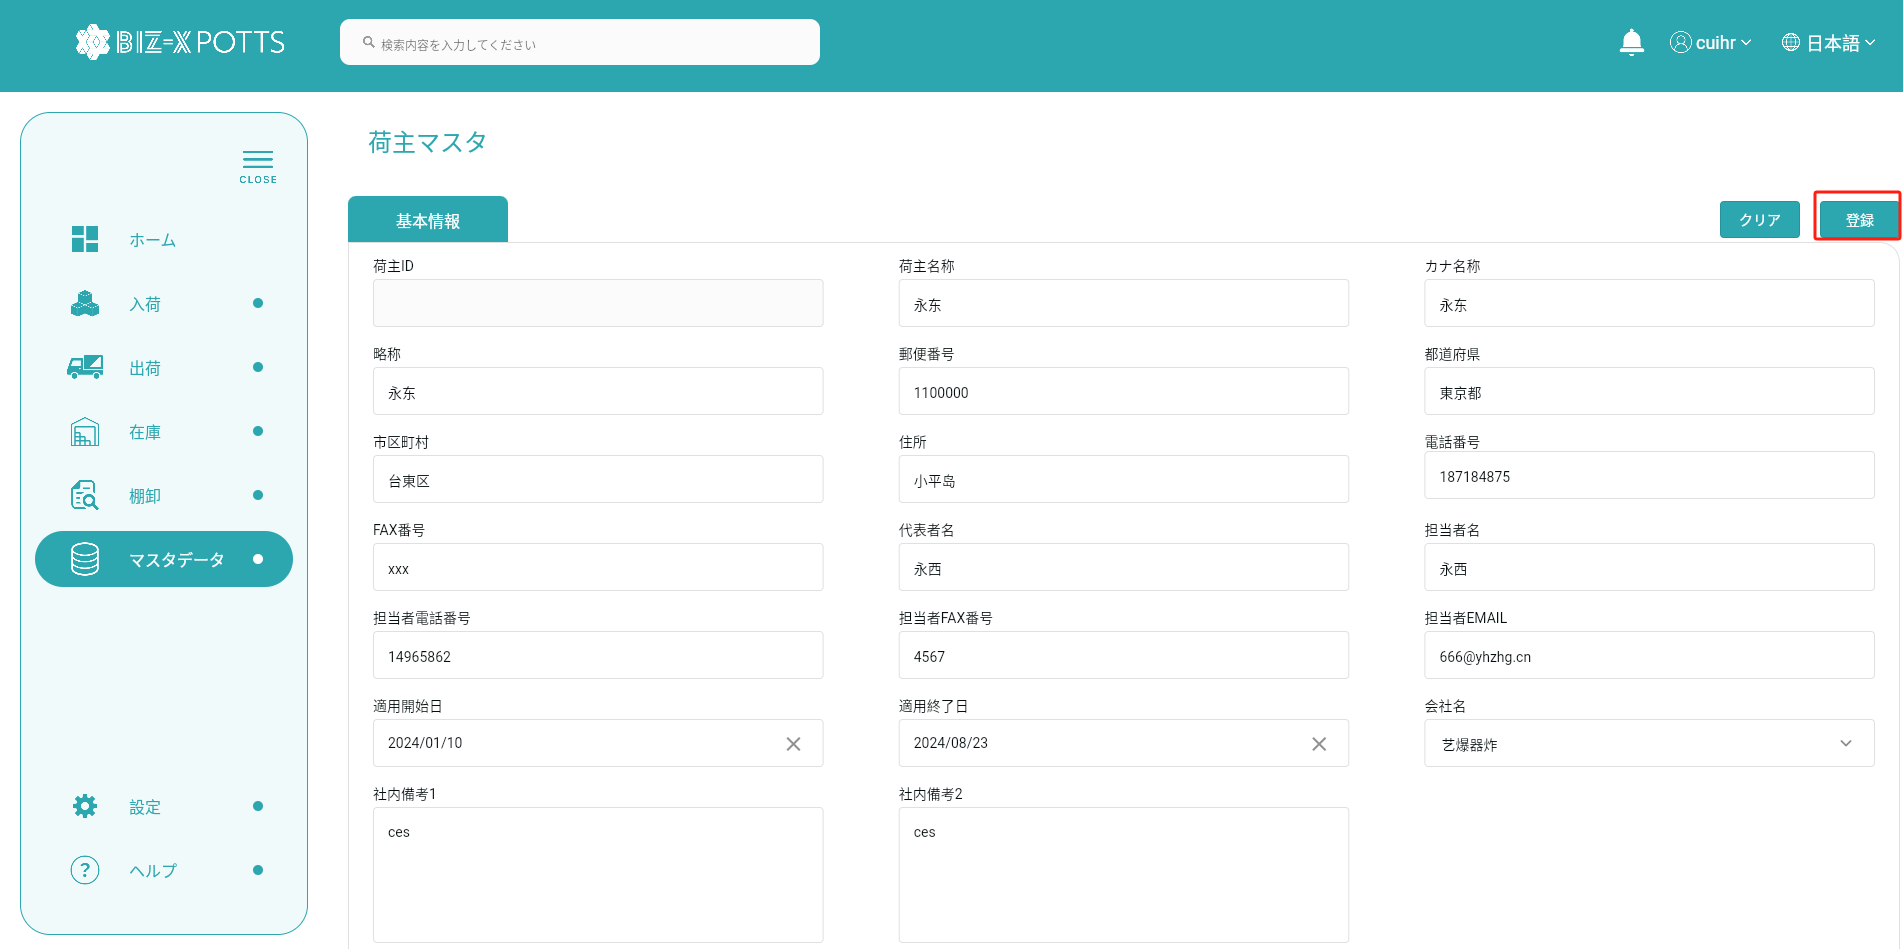 BIZ=X POTTS
検索内容を入力してください
cuihr
日本語
CLOSE
ホーム
入荷
出荷
在庫
棚卸
マスタデータ
設定
ヘルプ
荷主マスタ
基本情報
クリア
登録
荷主ID
荷主名称
永东
カナ名称
永东
略称
永东
郵便番号
1100000
都道府県
東京都
市区町村
台東区
住所
小平岛
電話番号
187184875
FAX番号
xxx
代表者名
永西
担当者名
永西
担当者電話番号
14965862
担当者FAX番号
4567
担当者EMAIL
666@yhzhg.cn
適用開始日
2024/01/10
適用終了日
2024/08/23
会社名
艺爆器炸
社内備考1
ces
社内備考2
ces